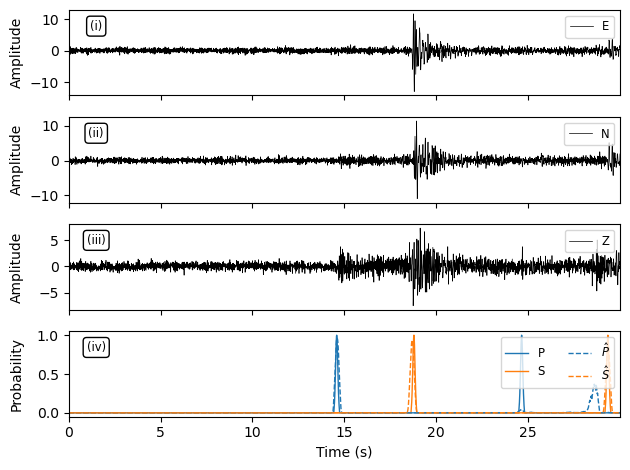 Amplitude
10
0
−10
(i)
E
Amplitude
10
0
−10
(ii)
N
Amplitude
5
0
−5
(iii)
Z
Probability
1.0
0.5
0.0
(iv)
P P̂
S Ŝ
0 5 10 15 20 25
Time (s)